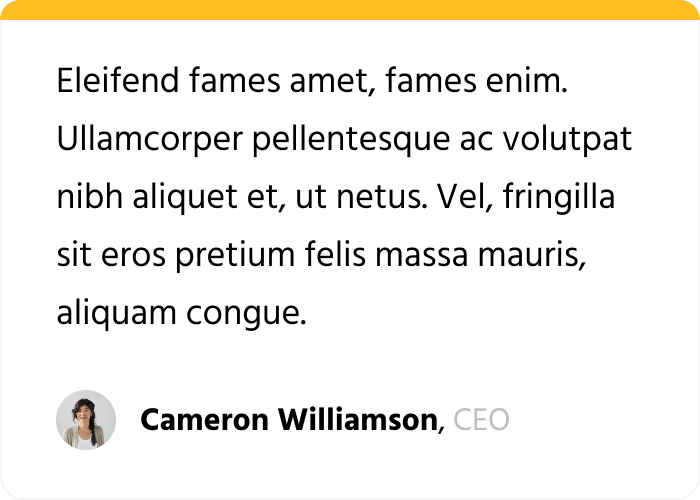 Eleifend fames amet, fames enim.
Ullamcorper pellentesque ac volutpat
nibh aliquet et, ut netus. Vel, fringilla
sit eros pretium felis massa mauris,
aliquam congue.
Cameron Williamson, CEO